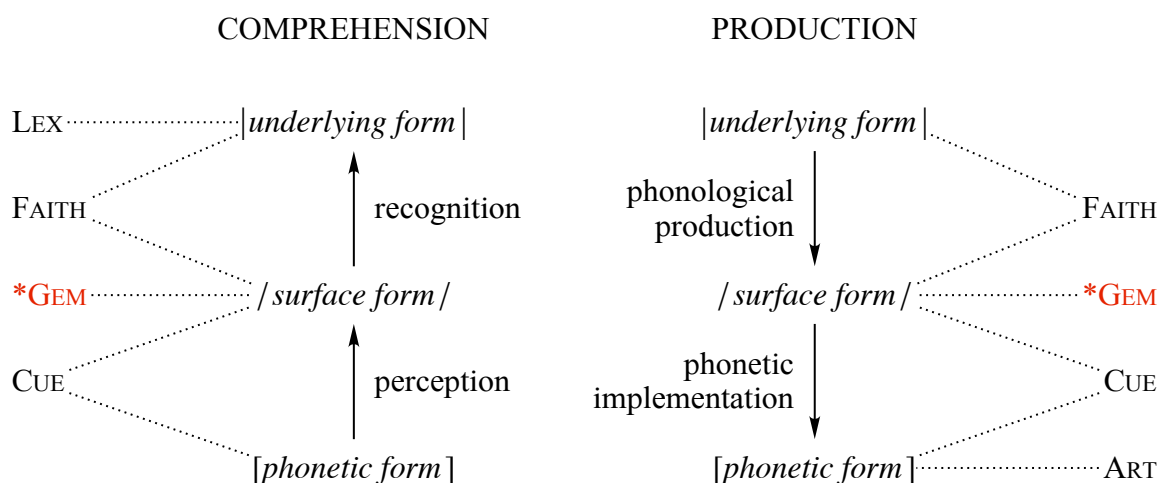 COMPREHENSION PRODUCTION
LEX |underlying form| |underlying form|
FAITH recognition phonological
production FAITH
*GEM /surface form/ /surface form/ *GEM
CUE perception phonetic
implementation CUE
[phonetic form] [phonetic form] ART